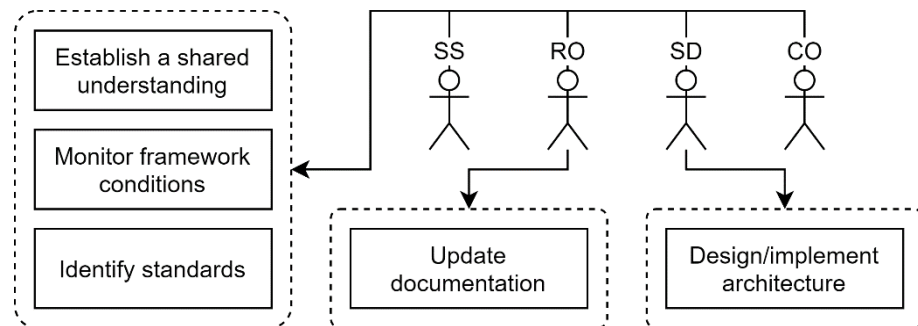 Establish a shared
understanding
Monitor framework
conditions
Identify standards
SS
RO
SD
CO
Update
documentation
Design/implement
architecture